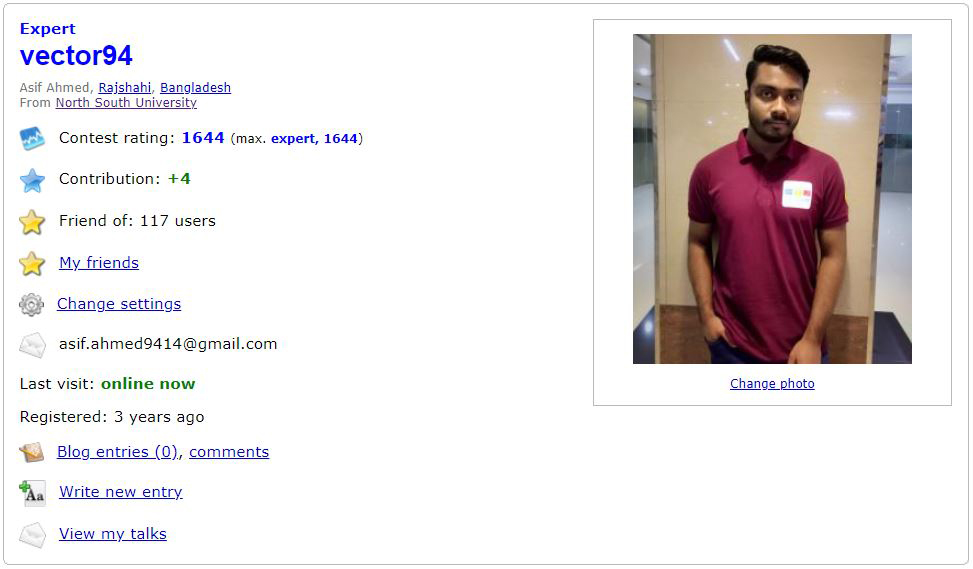 Expert
vector94
Asif Ahmed, Rajshahi, Bangladesh
From North South University
Contest rating: 1644 (max. expert, 1644)
Contribution: +4
Friend of: 117 users
My friends
Change settings
asif.ahmed9414@gmail.com
Last visit: online now
Registered: 3 years ago
Blog entries (0), comments
Aa Write new entry
View my talks
Change photo